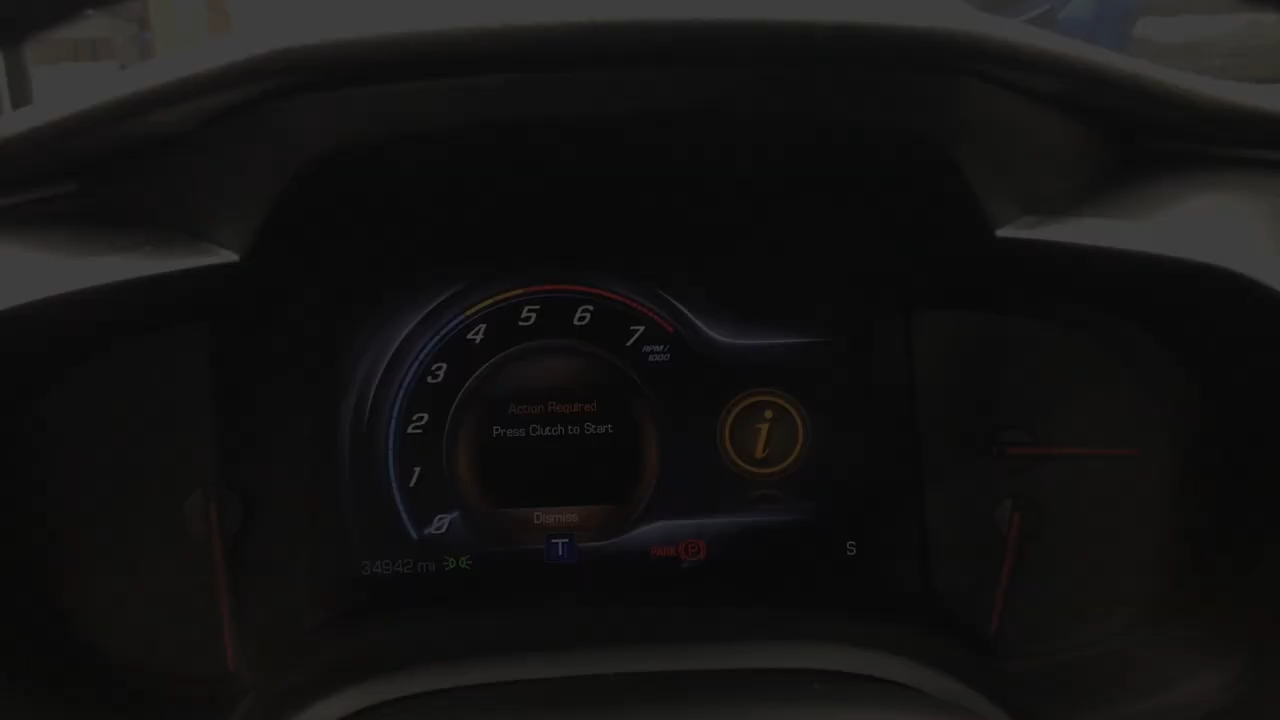 4 5 6 7
RPM / 1000
3
2
1
0
Action Required
Press Clutch to Start
i
Dismiss
T
PARK P
S
34942 mi